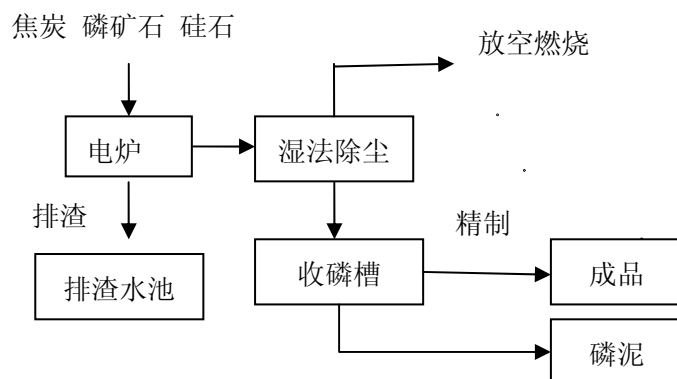 焦炭 磷矿石 硅石
放空燃烧
电炉
湿法除尘
排渣
精制
排渣水池
收磷槽
成品
磷泥